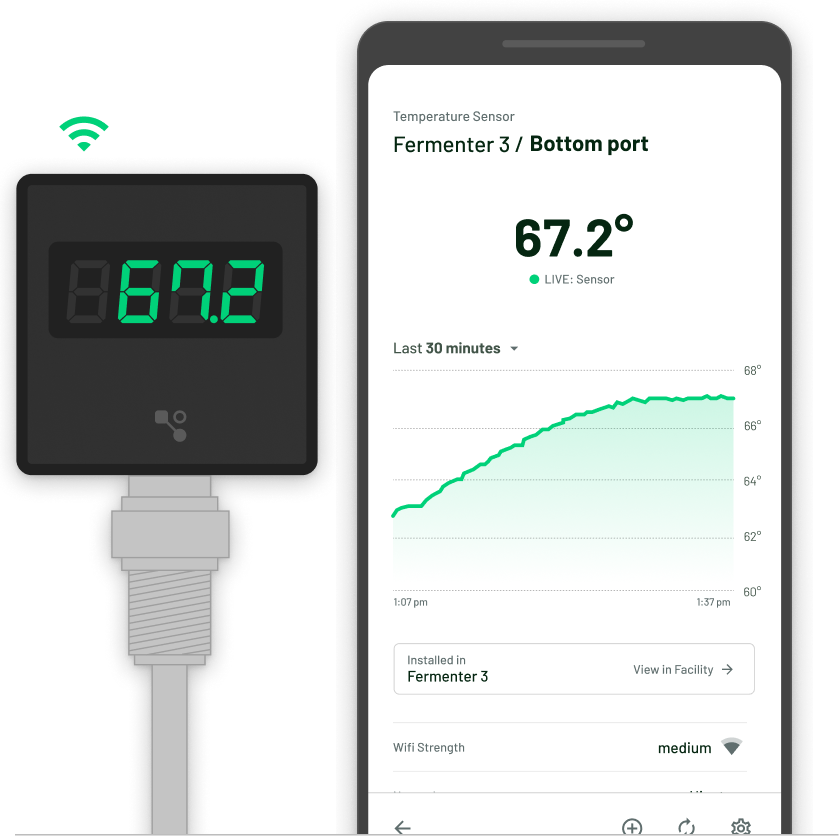 67.2
Temperature Sensor
Fermenter 3 / Bottom port
67.2°
LIVE: Sensor
Last 30 minutes
68°
66°
64°
62°
60°
1:07 pm
1:37 pm
Installed in
Fermenter 3
View in Facility
Wifi Strength
medium